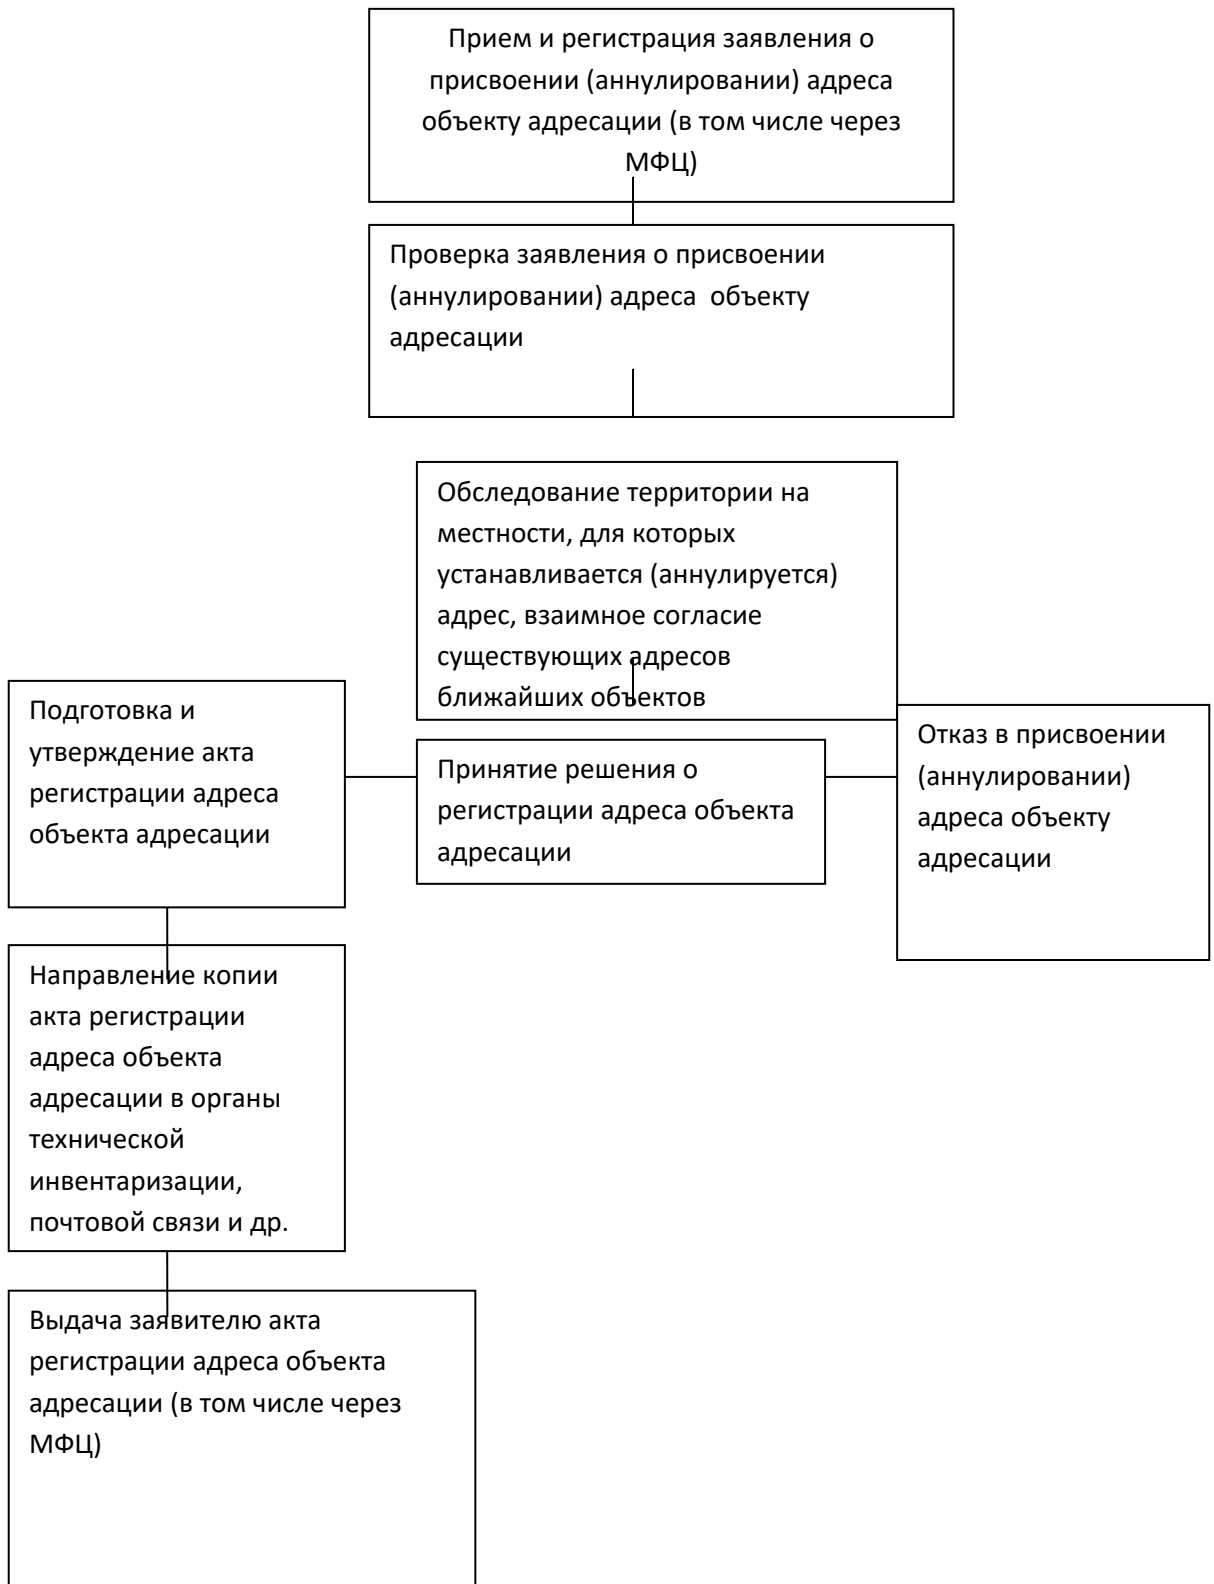 Прием и регистрация заявления о
присвоении (аннулировании) адреса
объекту адресации (в том числе через
МФЦ)
Проверка заявления о присвоении
(аннулировании) адреса объекту
адресации
Обследование территории на
местности, для которых
устанавливается (аннулируется)
адрес, взаимное согласие
существующих адресов
ближайших объектов
Подготовка и
утверждение акта
регистрации адреса
объекта адресации
Принятие решения о
регистрации адреса объекта
адресации
Отказ в присвоении
(аннулировании)
адреса объекту
адресации
Направление копии
акта регистрации
адреса объекта
адресации в органы
технической
инвентаризации,
почтовой связи и др.
Выдача заявителю акта
регистрации адреса объекта
адресации (в том числе через
МФЦ)